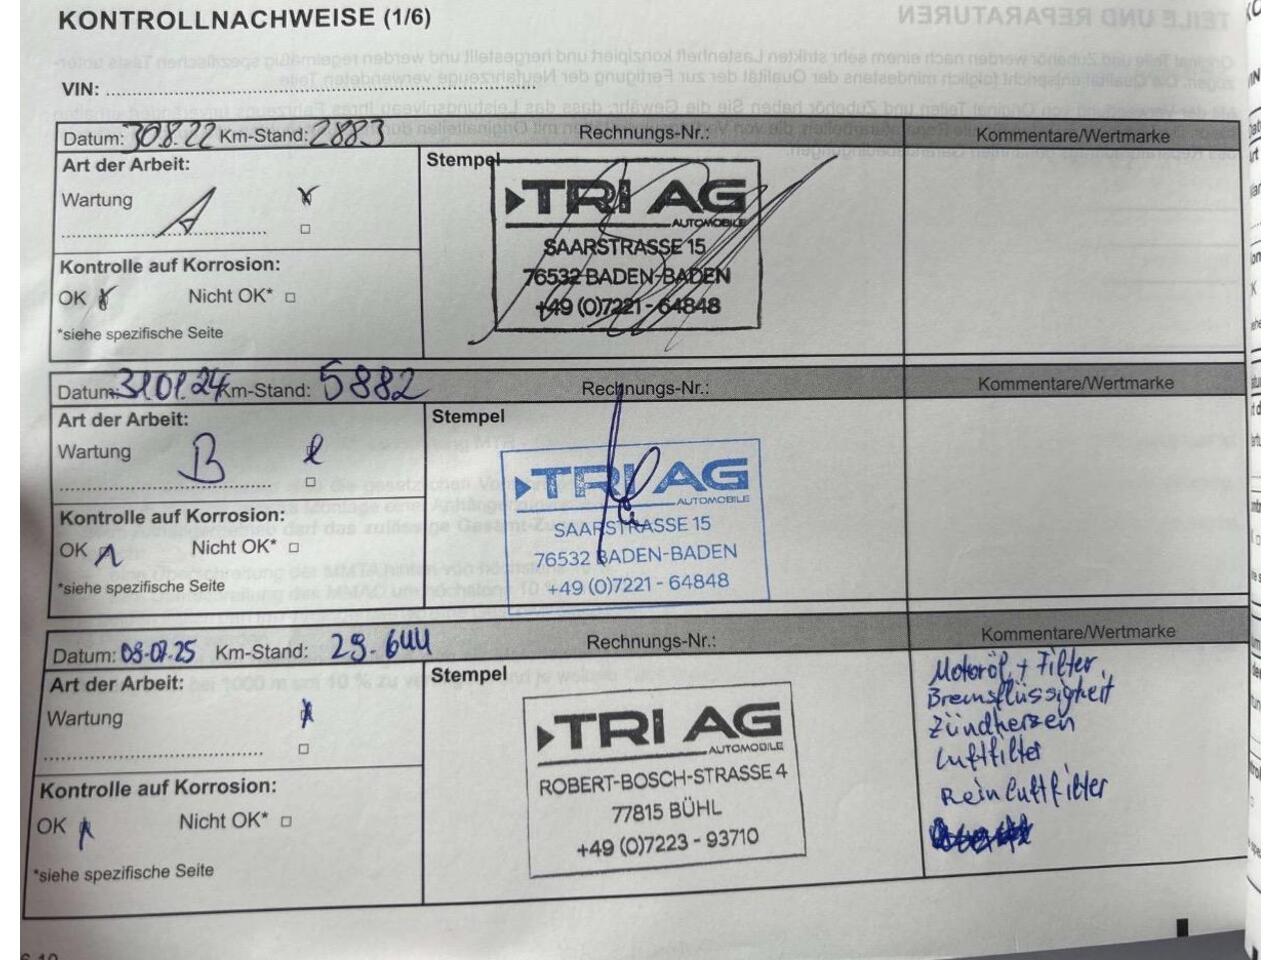 KONTROLLNACHWEISE (1/6)
VIN:
Datum: 30.8.22 Km-Stand: 2883 Rechnungs-Nr.: Kommentare/Wertmarke
Art der Arbeit: Stempel
Wartung
A
Kontrolle auf Korrosion:
OK Nicht OK*
*siehe spezifische Seite
TRI AG
AUTOMOBILE
SAARSTRASSE 15
76532 BADEN-BADEN
+49 (0)7221 - 64848
Datum: 31.01.24 Km-Stand: 5882 Rechnungs-Nr.: Kommentare/Wertmarke
Art der Arbeit: Stempel
Wartung B
Kontrolle auf Korrosion:
OK Nicht OK*
*siehe spezifische Seite
TRI AG
AUTOMOBILE
SAARSTRASSE 15
76532 BADEN-BADEN
+49 (0)7221 - 64848
Datum: 09.07.25 Km-Stand: 29.644 Rechnungs-Nr.: Kommentare/Wertmarke
Art der Arbeit: Stempel
Wartung
Kontrolle auf Korrosion:
OK Nicht OK*
*siehe spezifische Seite
TRI AG
AUTOMOBILE
ROBERT-BOSCH-STRASSE 4
77815 BÜHL
+49 (0)7223 - 93710
Motoröl + Filter
Bremsflüssigkeit
Zündkerzen
Luftfilter
Reinluftfilter